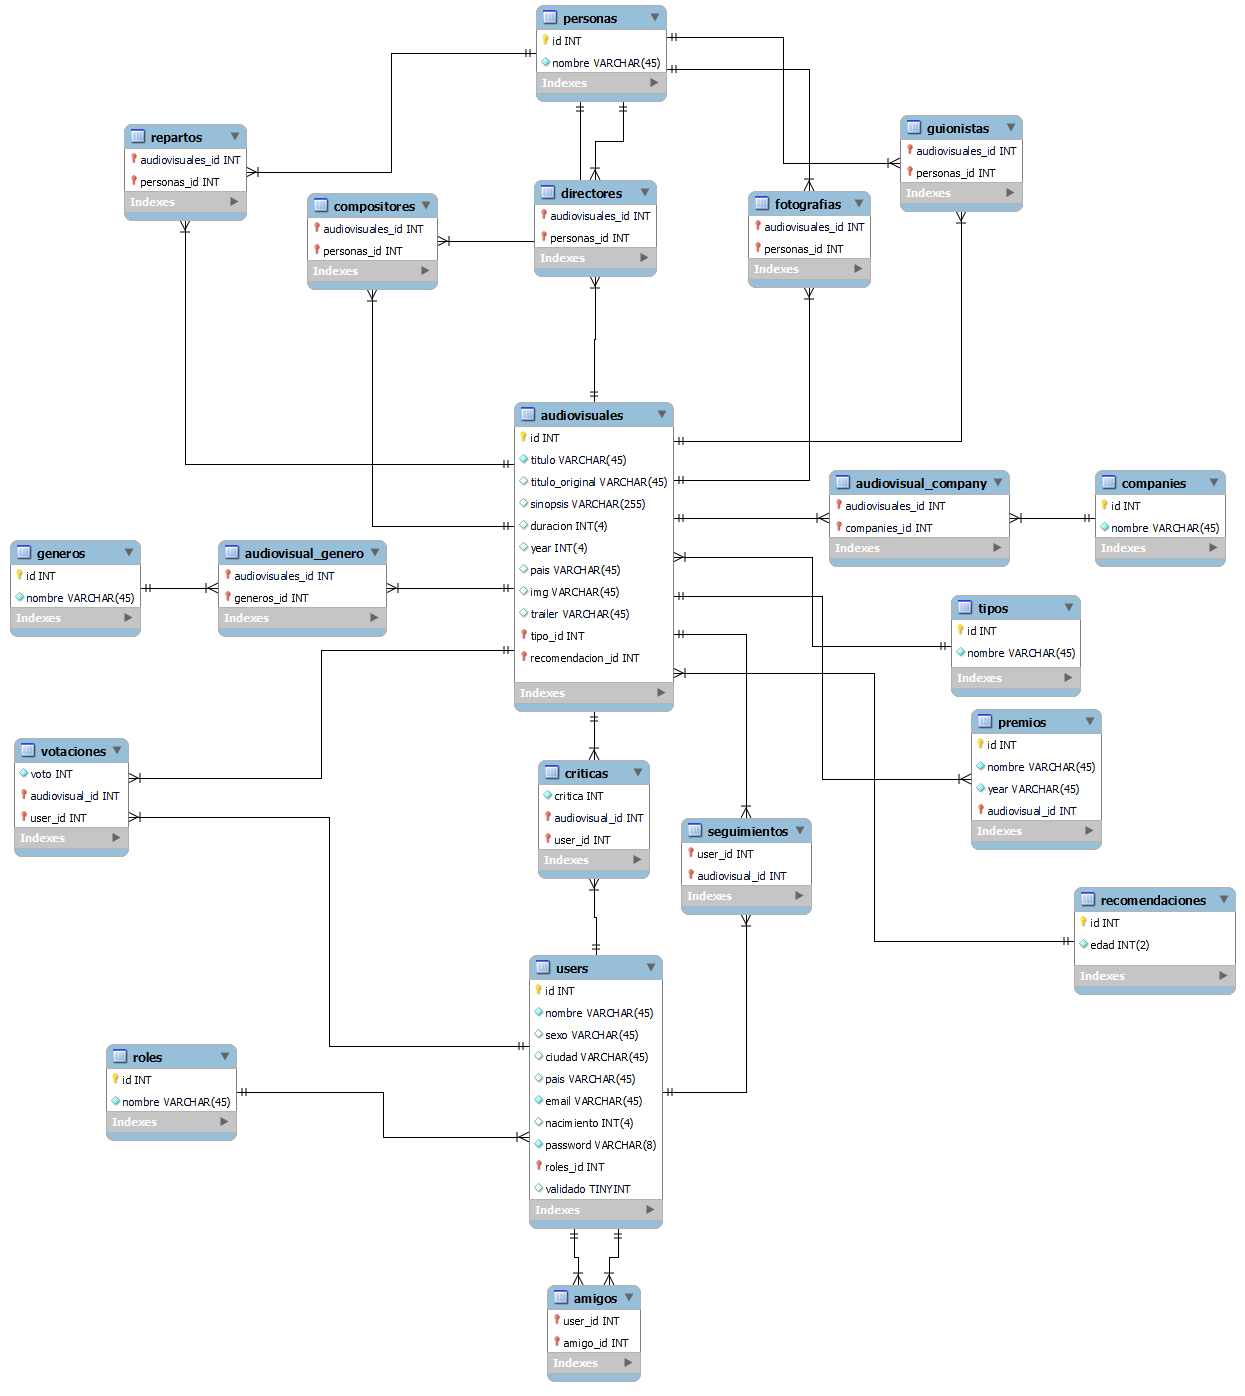 personas
id INT
nombre VARCHAR(45)
Indexes
repartos
audiovisuales_id INT
personas_id INT
Indexes
guionistas
audiovisuales_id INT
personas_id INT
Indexes
compositores
audiovisuales_id INT
personas_id INT
Indexes
directores
audiovisuales_id INT
personas_id INT
Indexes
fotografias
audiovisuales_id INT
personas_id INT
Indexes
audiovisuales
id INT
titulo VARCHAR(45)
titulo_original VARCHAR(45)
sinopsis VARCHAR(255)
duracion INT(4)
year INT(4)
pais VARCHAR(45)
img VARCHAR(45)
trailer VARCHAR(45)
tipo_id INT
recomendacion_id INT
Indexes
audiovisual_company
audiovisuales_id INT
companies_id INT
Indexes
companies
id INT
nombre VARCHAR(45)
Indexes
generos
id INT
nombre VARCHAR(45)
Indexes
audiovisual_genero
audiovisuales_id INT
generos_id INT
Indexes
tipos
id INT
nombre VARCHAR(45)
Indexes
premios
id INT
nombre VARCHAR(45)
year VARCHAR(45)
audiovisual_id INT
Indexes
votaciones
voto INT
audiovisual_id INT
user_id INT
Indexes
criticas
critica INT
audiovisual_id INT
user_id INT
Indexes
seguimientos
user_id INT
audiovisual_id INT
Indexes
recomendaciones
id INT
edad INT(2)
Indexes
users
id INT
nombre VARCHAR(45)
sexo VARCHAR(45)
ciudad VARCHAR(45)
pais VARCHAR(45)
email VARCHAR(45)
nacimiento INT(4)
password VARCHAR(8)
roles_id INT
validado TINYINT
Indexes
roles
id INT
nombre VARCHAR(45)
Indexes
amigos
user_id INT
amigo_id INT
Indexes